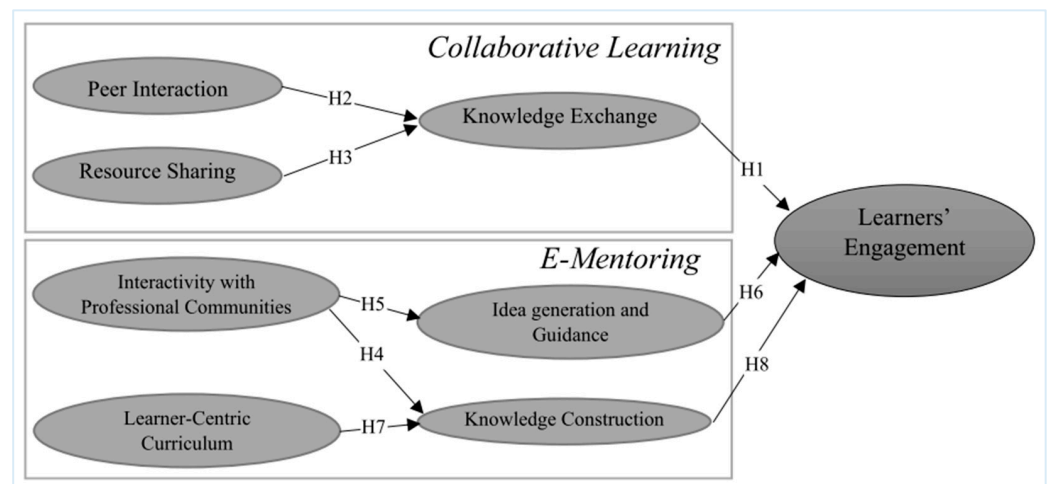 Collaborative Learning
Peer Interaction
H2
Knowledge Exchange
Resource Sharing
H3
H1
Learners’
Engagement
E-Mentoring
Interactivity with
Professional Communities
H5
Idea generation and
Guidance
H6
H4
H8
Learner-Centric
Curriculum
H7
Knowledge Construction